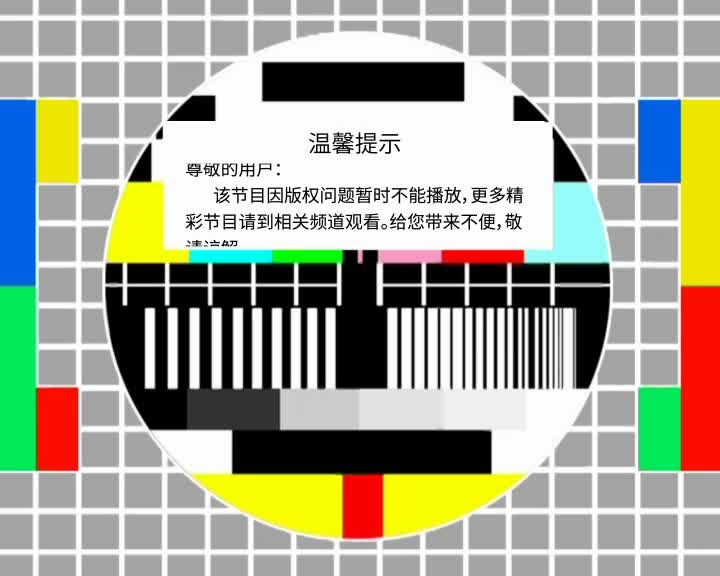 温馨提示
尊敬的用户：
该节目因版权问题暂时不能播放，更多精
彩节目请到相关频道观看。给您带来不便，敬
请谅解